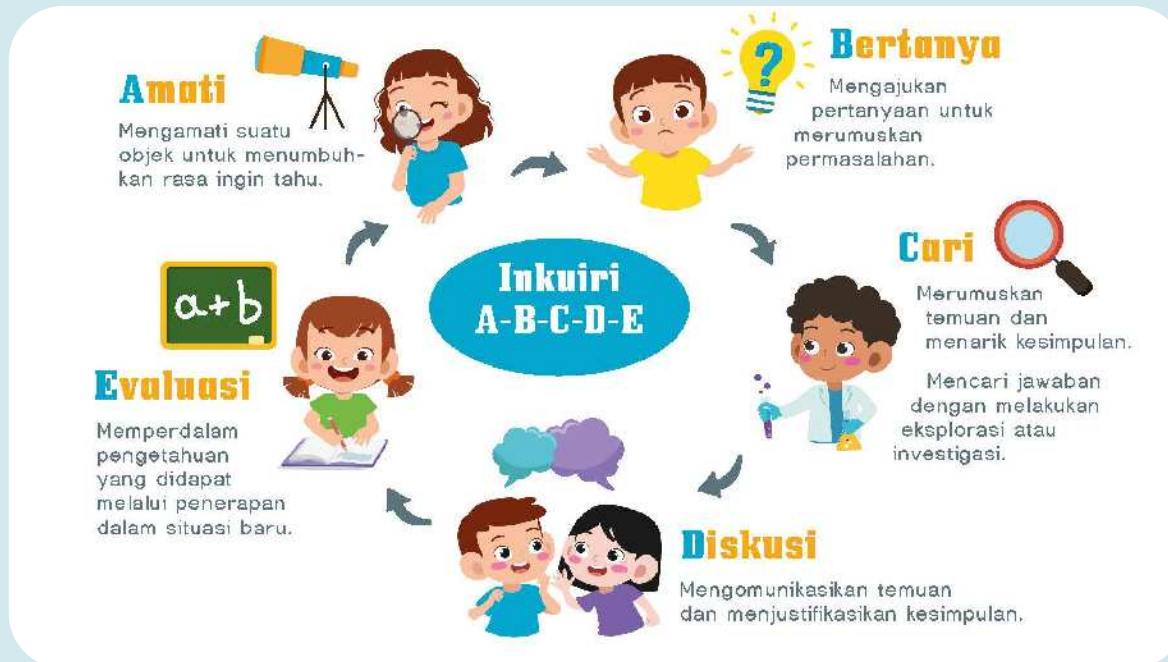 Amati
Mengamati suatu
objek untuk menumbuh-
kan rasa ingin tahu.
?
Bertanya
Mengajukan
pertanyaan untuk
merumuskan
permasalahan.
Cari
Merumuskan
temuan dan
menarik kesimpulan.
Mencari jawaban
dengan melakukan
eksplorasi atau
investigasi.
Inkuiri
A-B-C-D-E
a+b
Evaluasi
Memperdalam
pengetahuan
yang didapat
melalui penerapan
dalam situasi baru.
Diskusi
Mengomunikasikan temuan
dan menjustifikasikan kesimpulan.